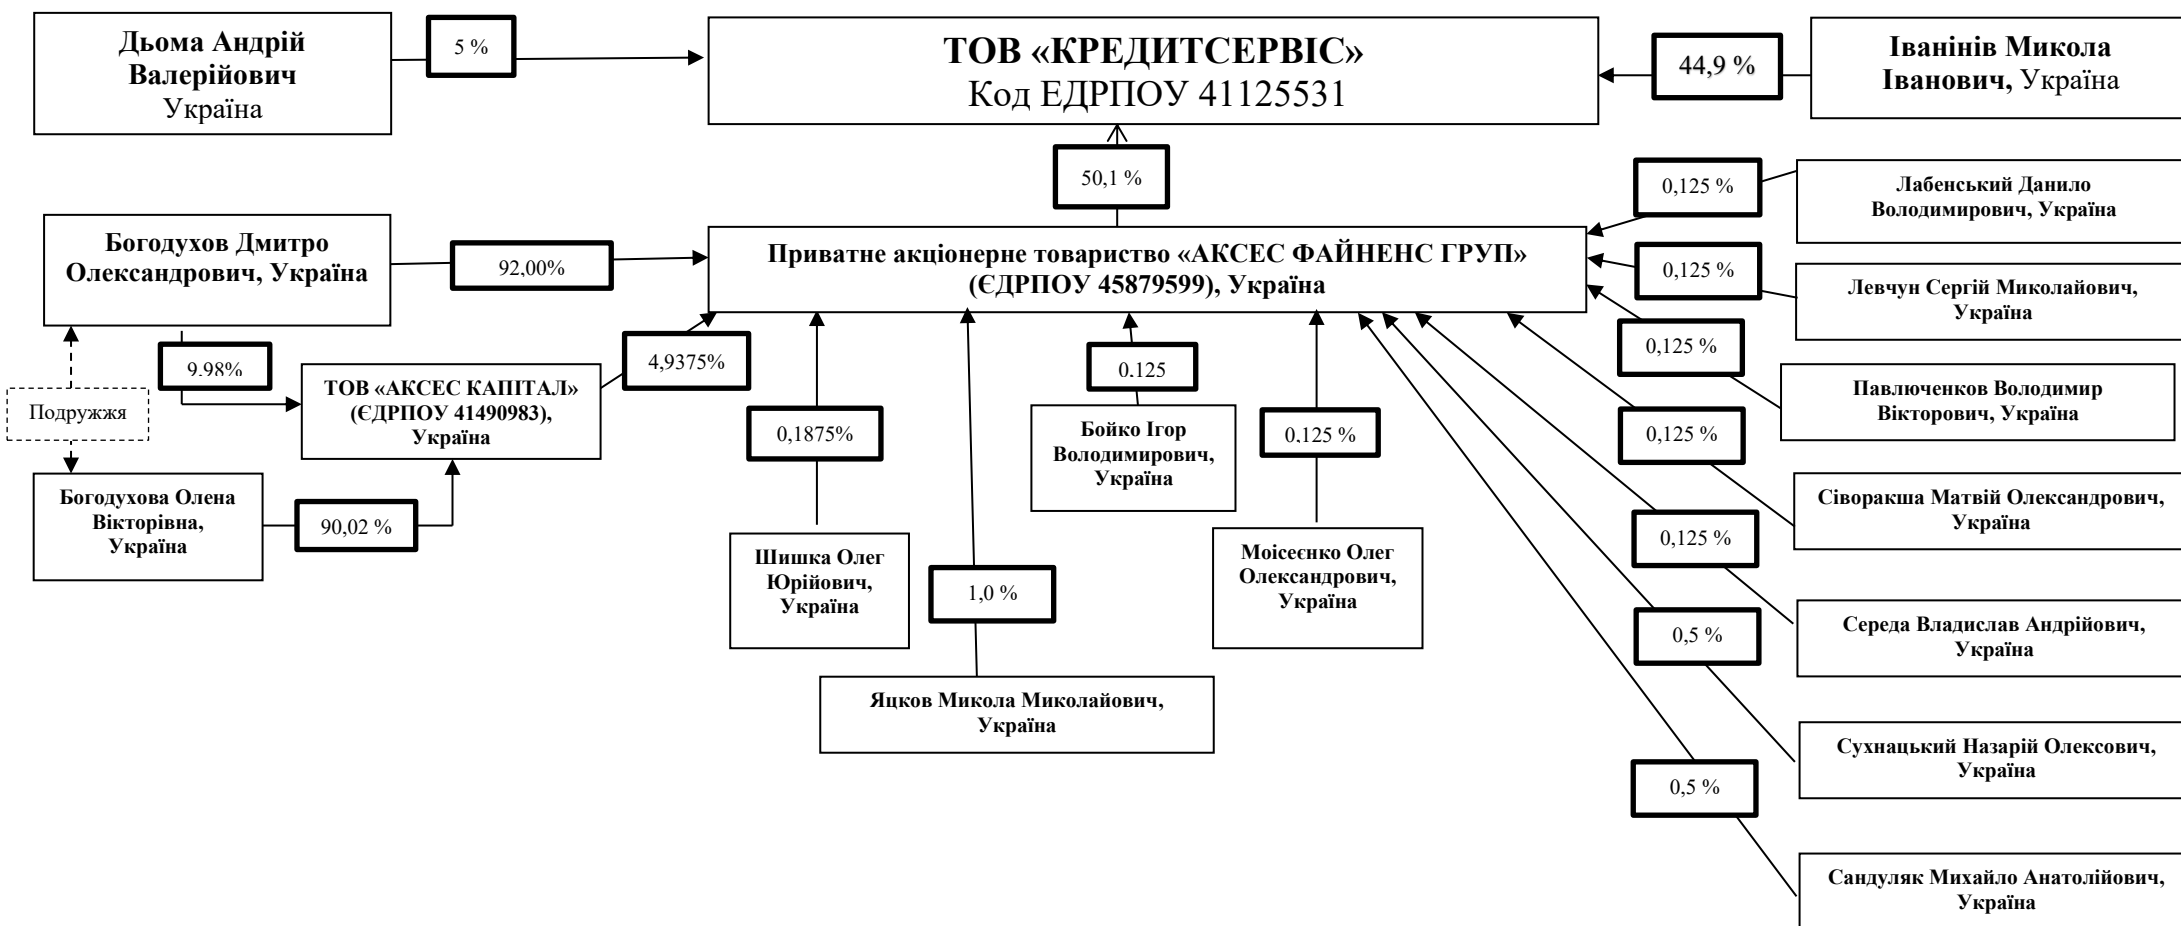 Дьома Андрій
Валерійович
Україна
5 %
ТОВ «КРЕДИТСЕРВІС»
Код ЕДРПОУ 41125531
44,9 %
Іванінів Микола
Іванович, Україна
50,1 %
0,125 %
Лабенський Данило
Володимирович, Україна
Богодухов Дмитро
Олександрович, Україна
92,00%
Приватне акціонерне товариство «АКСЕС ФАЙНЕНС ГРУП»
(ЄДРПОУ 45879599), Україна
0,125 %
Левчун Сергій Миколайович,
Україна
0,125 %
Павлюченков Володимир
Вікторович, Україна
9.98%
ТОВ «АКСЕС КАПІТАЛ»
(ЄДРПОУ 41490983),
Україна
4,9375%
Подружжя
0,1875%
0.125
Бойко Ігор
Володимирович,
Україна
0.125 %
0,125 %
Сіворакша Матвій Олександрович,
Україна
Богодухова Олена
Вікторівна,
Україна
90,02 %
Шишка Олег
Юрійович,
Україна
1,0 %
Моісеєнко Олег
Олександрович,
Україна
0,125 %
Середа Владислав Андрійович,
Україна
0,5 %
Яцков Микола Миколайович,
Україна
Сухнацький Назарій Олексович,
Україна
0,5 %
Сандуляк Михайло Анатолійович,
Україна